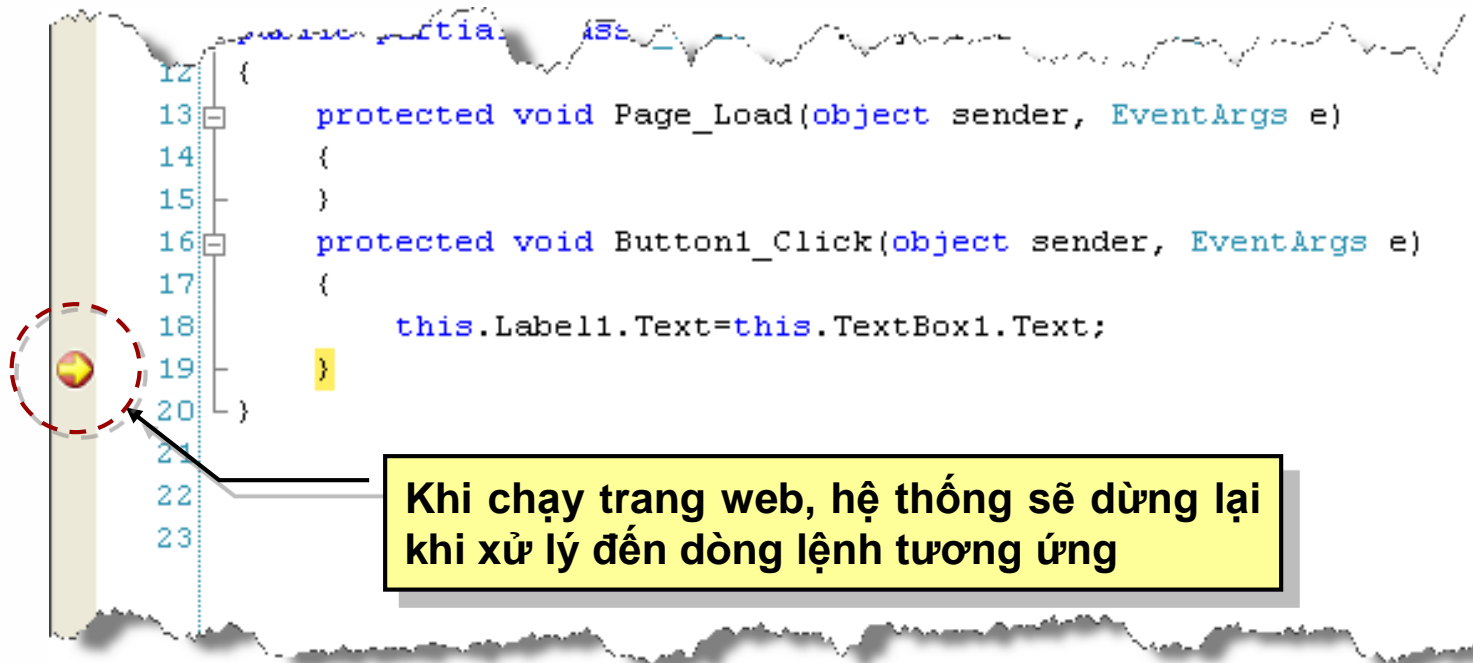 12 {
13 protected void Page_Load(object sender, EventArgs e)
14 {
15 }
16 protected void Button1_Click(object sender, EventArgs e)
17 {
18 this.Label1.Text=this.TextBox1.Text;
19 }
20 }
21
22
23
Khi chạy trang web, hệ thống sẽ dừng lại
khi xử lý đến dòng lệnh tương ứng